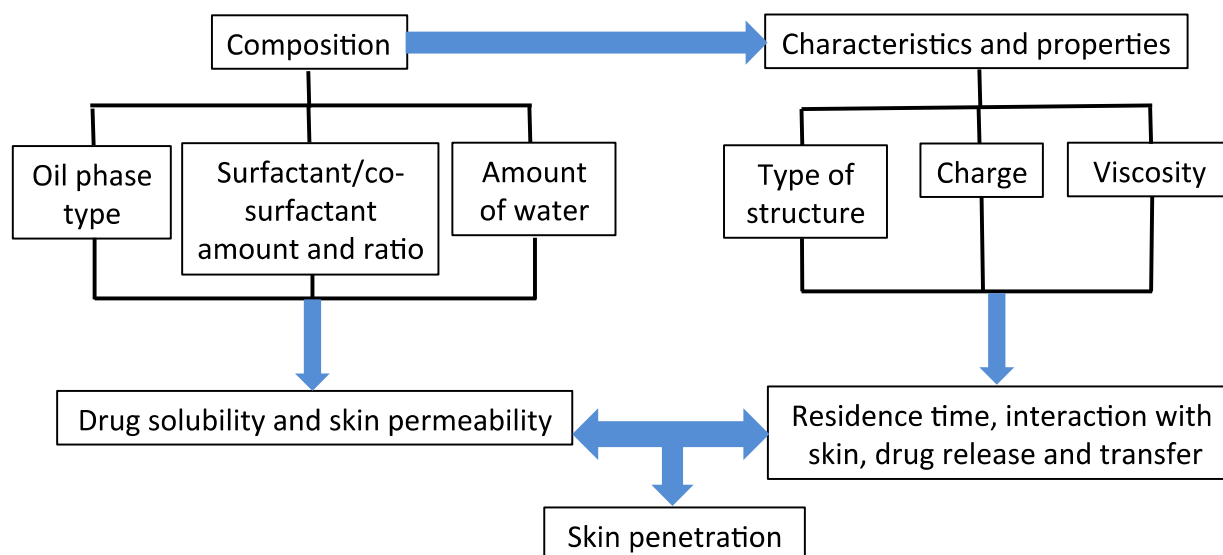 Composition
Characteristics and properties
Oil phase
type
Surfactant/co-
surfactant
amount and ratio
Amount
of water
Type of
structure
Charge
Viscosity
Drug solubility and skin permeability
Residence time, interaction with
skin, drug release and transfer
Skin penetration